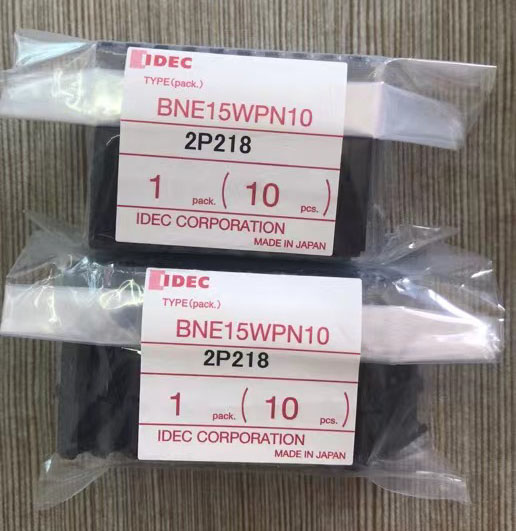 IDEC
TYPE(pack.)
BNE15WPN10
2P218
1 pack. ( 10 pcs. )
IDEC CORPORATION
MADE IN JAPAN
IDEC
TYPE(pack.)
BNE15WPN10
2P218
1 pack. ( 10 pcs. )
IDEC CORPORATION
MADE IN JAPAN